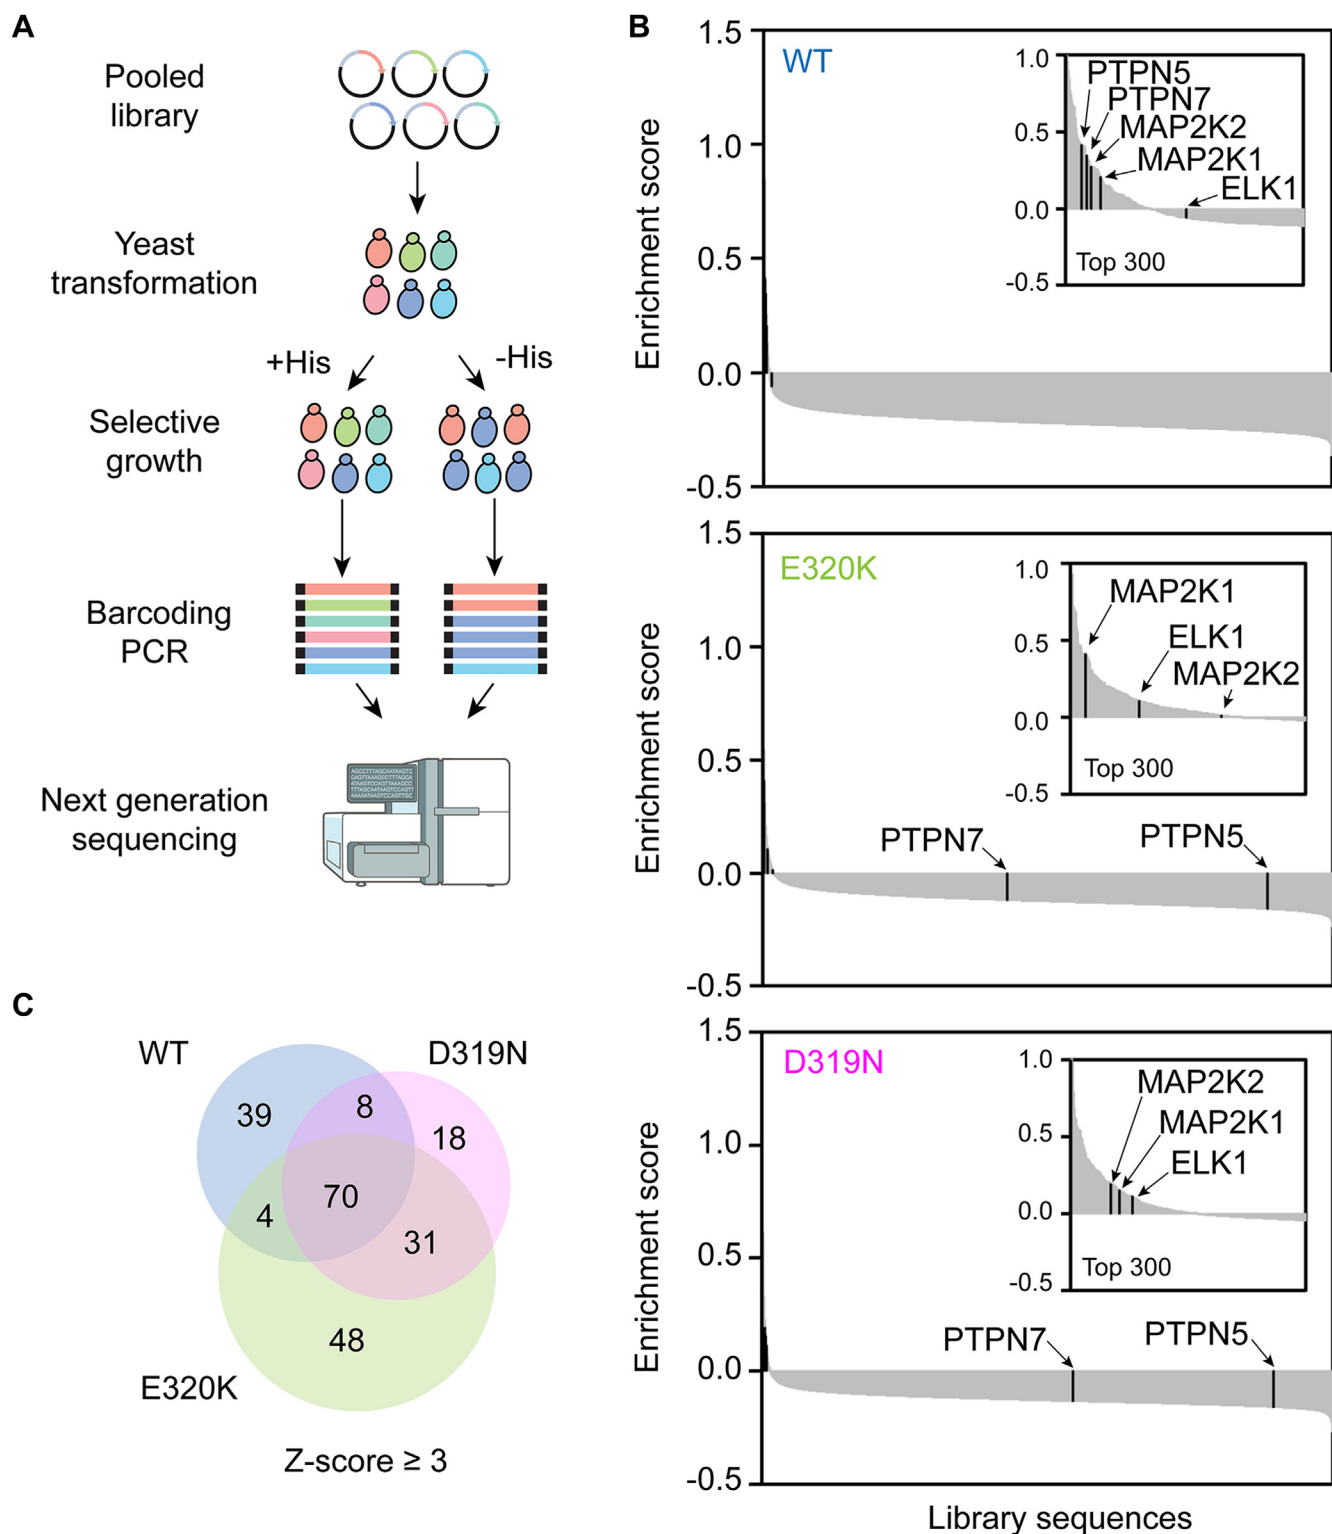 A
Pooled
library
Yeast
transformation
+His
-His
Selective
growth
Barcoding
PCR
Next generation
sequencing
AGCCTTTAGCAATAAGTC
CAGTTAAAGCCTTTAGCA
ATAAGTCCAGTTAAAGCC
TTTAGCAATAAGTCCAGTT
AAAAATAAGTCCAGTTGC
B
WT
Enrichment score
1.5
1.0
0.5
0.0
-0.5
1.0
0.5
0.0
-0.5
PTPN5
PTPN7
MAP2K2
MAP2K1
ELK1
Top 300
E320K
Enrichment score
1.5
1.0
0.5
0.0
-0.5
1.0
0.5
0.0
-0.5
MAP2K1
ELK1
MAP2K2
Top 300
PTPN7
PTPN5
D319N
Enrichment score
1.5
1.0
0.5
0.0
-0.5
1.0
0.5
0.0
-0.5
MAP2K2
MAP2K1
ELK1
Top 300
PTPN7
PTPN5
Library sequences
C
WT
D319N
39
8
18
70
4
31
48
E320K
Z-score ≥ 3